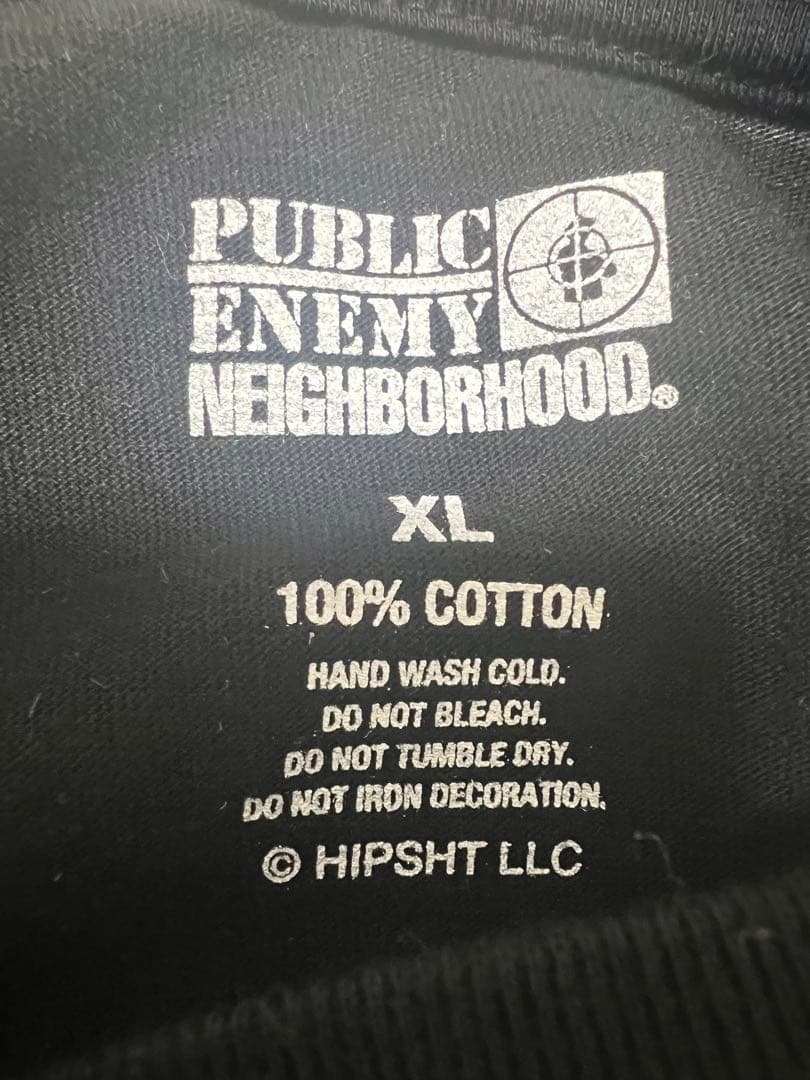 PUBLIC
ENEMY
NEIGHBORHOOD®
XL
100% COTTON
HAND WASH COLD.
DO NOT BLEACH.
DO NOT TUMBLE DRY.
DO NOT IRON DECORATION.
© HIPSHT LLC